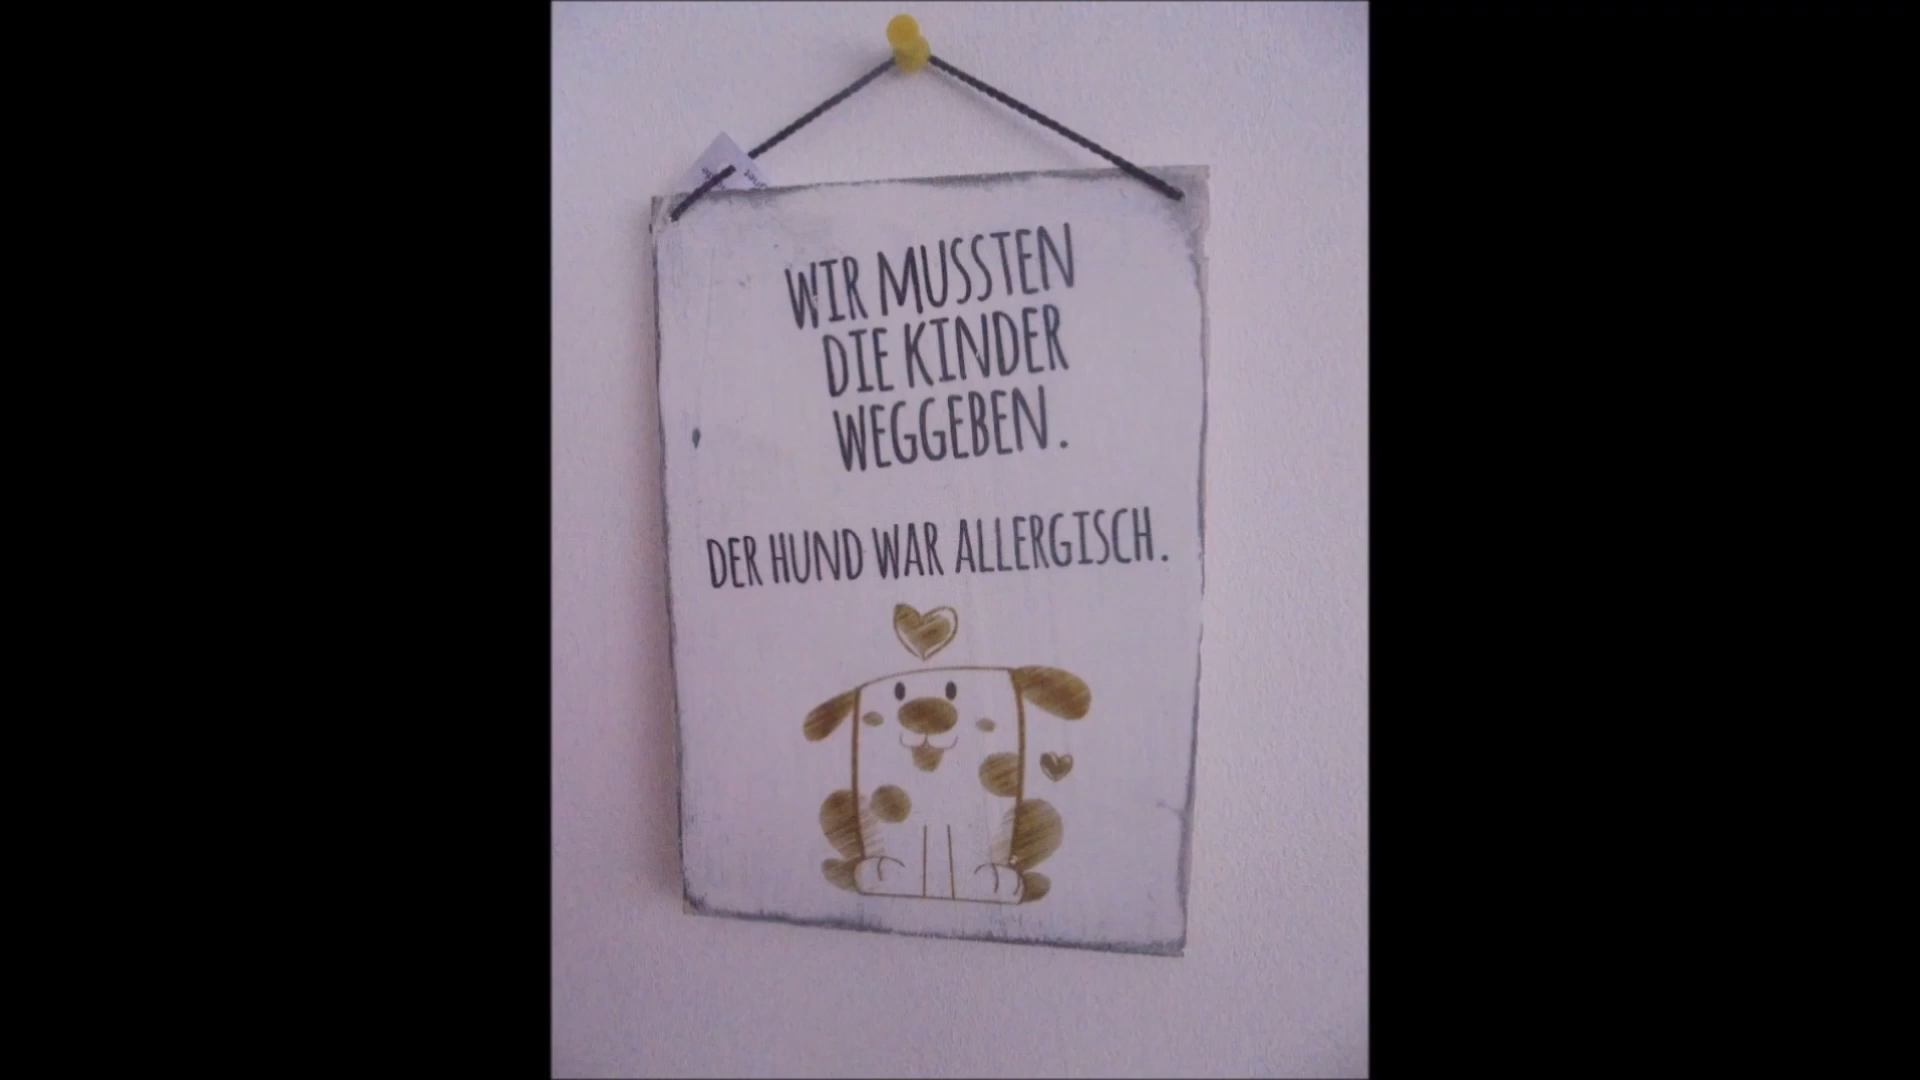 WIR MUSSTEN
DIE KINDER
WEGGEBEN.
DER HUND WAR ALLERGISCH.